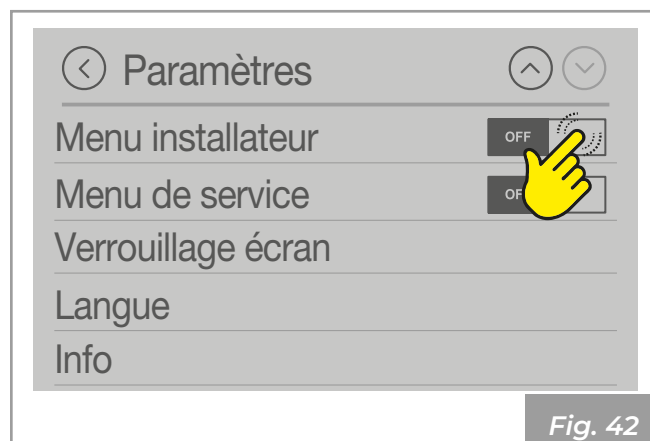 Paramètres
Menu installateur OFF
Menu de service
Verrouillage écran
Langue
Info
Fig. 42